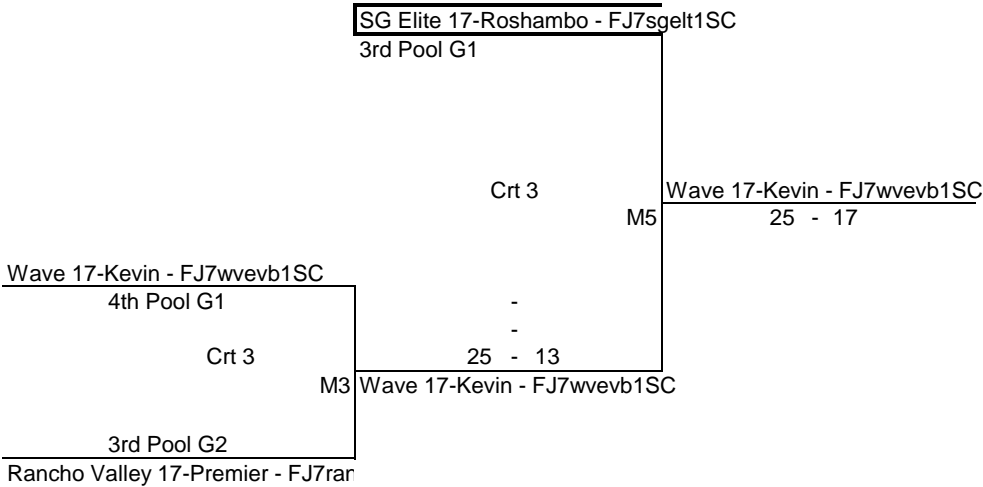 SG Elite 17-Roshambo - FJ7sgelt1SC
3rd Pool G1
Crt 3
Wave 17-Kevin - FJ7wvevb1SC
M5
25 - 17
Wave 17-Kevin - FJ7wvevb1SC
4th Pool G1
-
-
Crt 3
25 - 13
M3
Wave 17-Kevin - FJ7wvevb1SC
3rd Pool G2
Rancho Valley 17-Premier - FJ7ran